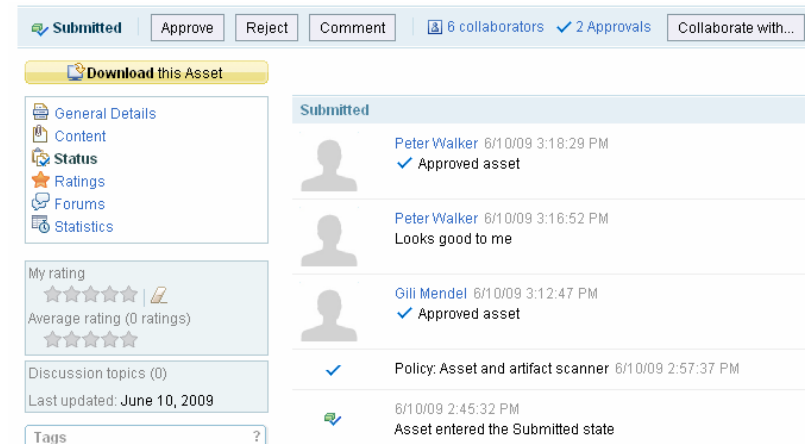 Submitted Approve Reject Comment 6 collaborators 2 Approvals Collaborate with...
Download this Asset
General Details
Content
Status
Ratings
Forums
Statistics
My rating
Average rating (0 ratings)
Discussion topics (0)
Last updated: June 10, 2009
Tags ?
Submitted
Peter Walker 6/10/09 3:18:29 PM
Approved asset
Peter Walker 6/10/09 3:16:52 PM
Looks good to me
Gili Mendel 6/10/09 3:12:47 PM
Approved asset
Policy: Asset and artifact scanner 6/10/09 2:57:37 PM
6/10/09 2:45:32 PM
Asset entered the Submitted state